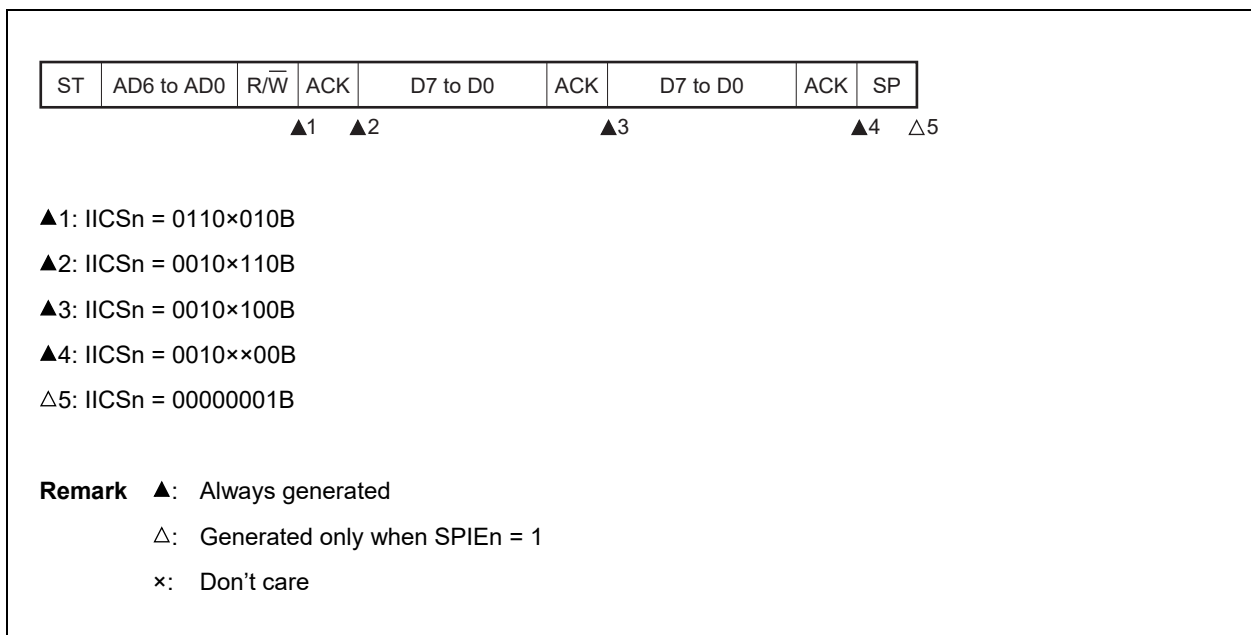 ST AD6 to AD0 R/W̅ ACK D7 to D0 ACK D7 to D0 ACK SP
▲1 ▲2 ▲3 ▲4 △5
▲1: IICSn = 0110×010B
▲2: IICSn = 0010×110B
▲3: IICSn = 0010×100B
▲4: IICSn = 0010××00B
△5: IICSn = 00000001B
Remark ▲: Always generated
△: Generated only when SPIEn = 1
×: Don’t care